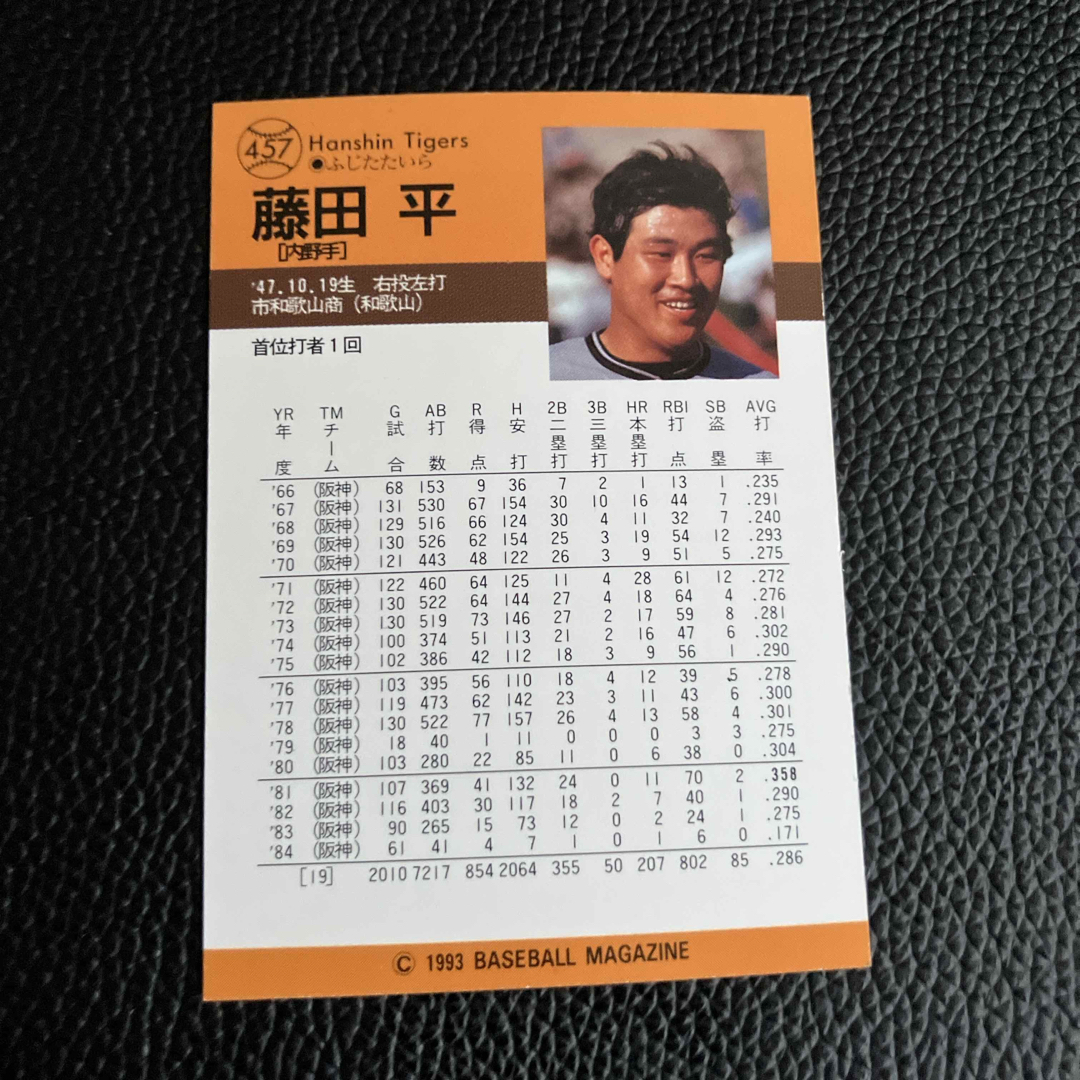 457
Hanshin Tigers
●ふじたたいら
藤田 平
[内野手]
'47.10.19生 右投左打
市和歌山商(和歌山)
首位打者1回
YR TM G AB R H 2B 3B HR RBI SB AVG
年度 チーム 試合 打数 得点 安打 二塁打 三塁打 本塁打 打点 盗塁 打率
'66 (阪神) 68 153 9 36 7 2 1 13 1 .235
'67 (阪神) 131 530 67 154 30 10 16 44 7 .291
'68 (阪神) 129 516 66 124 30 4 11 32 7 .240
'69 (阪神) 130 526 62 154 25 3 19 54 12 .293
'70 (阪神) 121 443 48 122 26 3 9 51 5 .275
'71 (阪神) 122 460 64 125 11 4 28 61 12 .272
'72 (阪神) 130 522 64 144 27 4 18 64 4 .276
'73 (阪神) 130 519 73 146 27 2 17 59 8 .281
'74 (阪神) 100 374 51 113 21 2 16 47 6 .302
'75 (阪神) 102 386 42 112 18 3 9 56 1 .290
'76 (阪神) 103 395 56 110 18 4 12 39 5 .278
'77 (阪神) 119 473 62 142 23 3 11 43 6 .300
'78 (阪神) 130 522 77 157 26 4 13 58 4 .301
'79 (阪神) 18 40 1 11 0 0 0 3 3 .275
'80 (阪神) 103 280 22 85 11 0 6 38 0 .304
'81 (阪神) 107 369 41 132 24 0 11 70 2 .358
'82 (阪神) 116 403 30 117 18 2 7 40 1 .290
'83 (阪神) 90 265 15 73 12 0 2 24 1 .275
'84 (阪神) 61 41 4 7 1 0 1 6 0 .171
[19] 2010 7217 854 2064 355 50 207 802 85 .286
© 1993 BASEBALL MAGAZINE